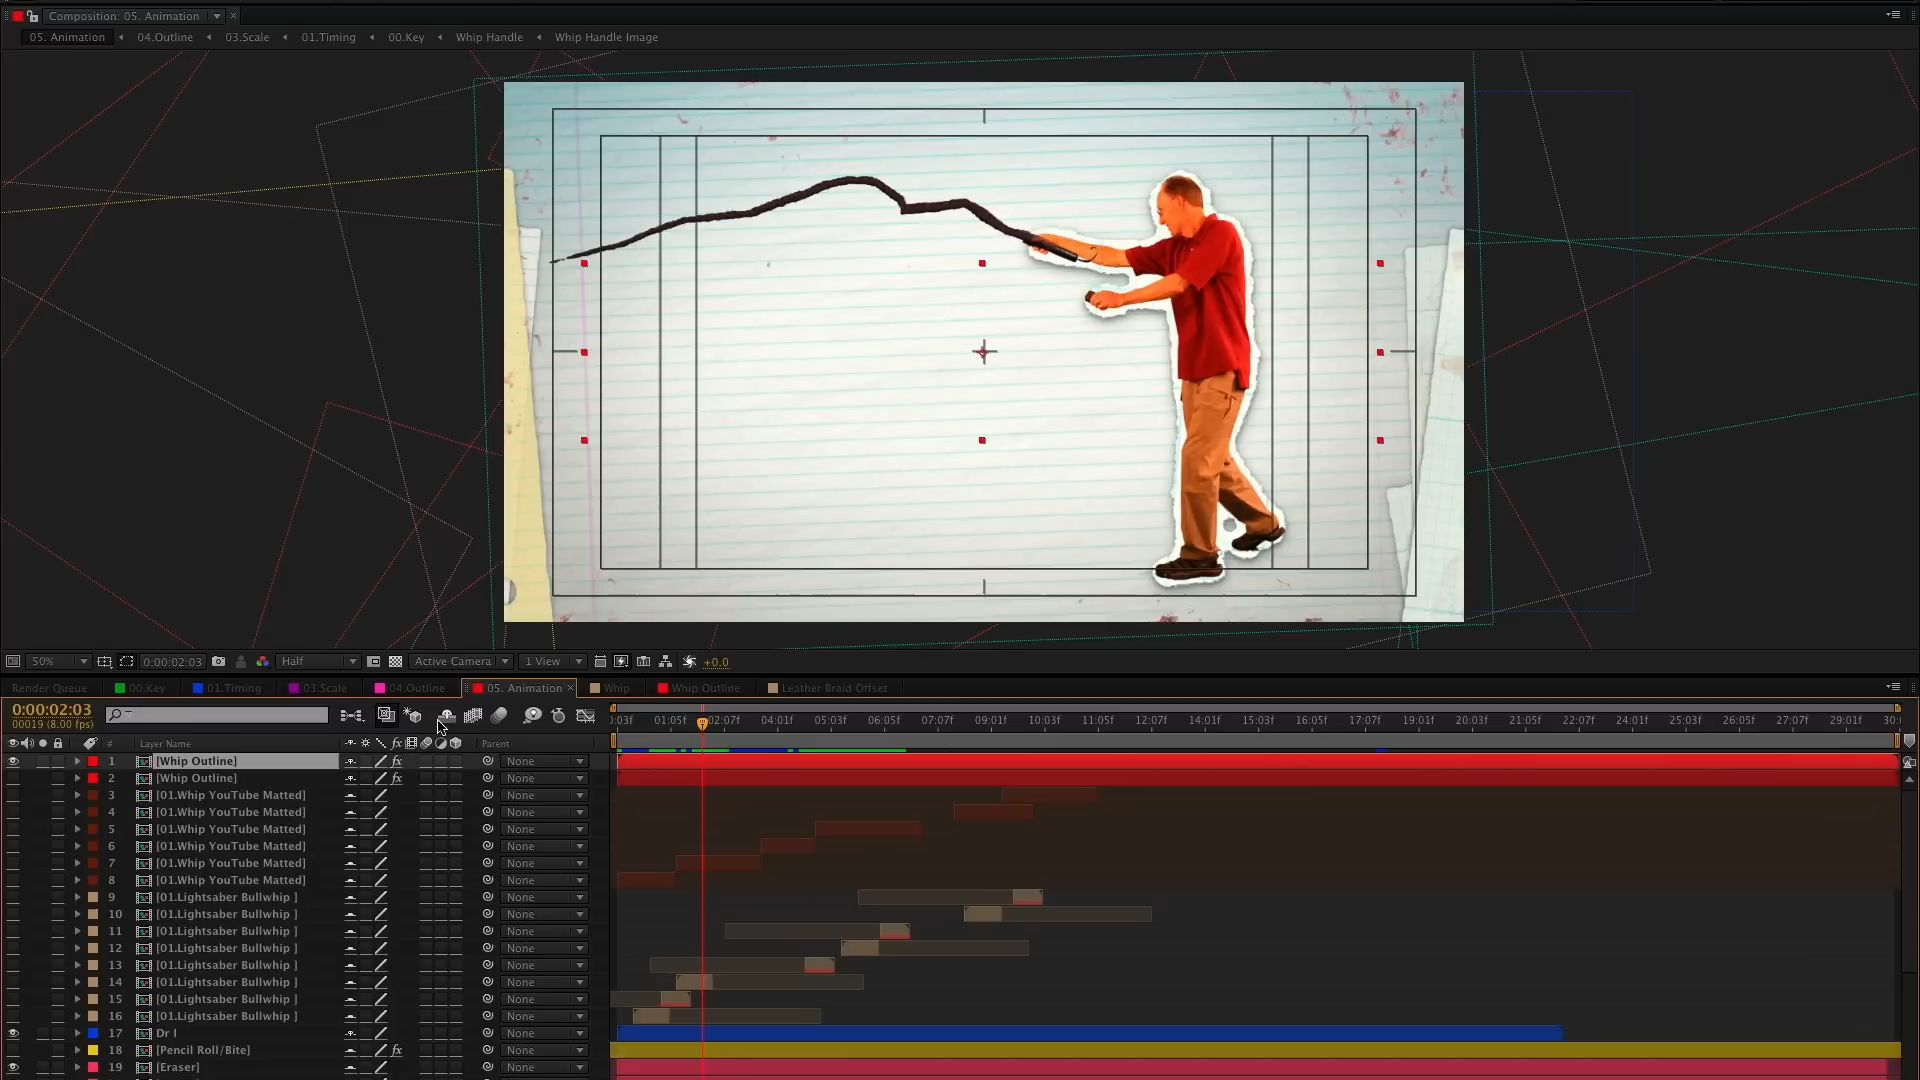 Composition: 05. Animation
05. Animation 04.Outline 03.Scale 01.Timing 00.Key Whip Handle Whip Handle Image
50% 0:00:02:03 Half Active Camera 1 View +0.0
Render Queue 00.Key 01.Timing 03.Scale 04.Outline 05. Animation Whip Whip Outline Leather Braid Offset
0:00:02:03
00019 (8.00 fps)
:03f 01:05f 02:07f 04:01f 05:03f 06:05f 07:07f 09:01f 10:03f 11:05f 12:07f 14:01f 15:03f 16:05f 17:07f 19:01f 20:03f 21:05f 22:07f 24:01f 25:03f 26:05f 27:07f 29:01f 30:
# Layer Name fx Parent
1 [Whip Outline] fx None
2 [Whip Outline] fx None
3 [01.Whip YouTube Matted] None
4 [01.Whip YouTube Matted] None
5 [01.Whip YouTube Matted] None
6 [01.Whip YouTube Matted] None
7 [01.Whip YouTube Matted] None
8 [01.Whip YouTube Matted] None
9 [01.Lightsaber Bullwhip ] None
10 [01.Lightsaber Bullwhip ] None
11 [01.Lightsaber Bullwhip ] None
12 [01.Lightsaber Bullwhip ] None
13 [01.Lightsaber Bullwhip ] None
14 [01.Lightsaber Bullwhip ] None
15 [01.Lightsaber Bullwhip ] None
16 [01.Lightsaber Bullwhip ] None
17 Dr I None
18 [Pencil Roll/Bite] fx None
19 [Eraser] None